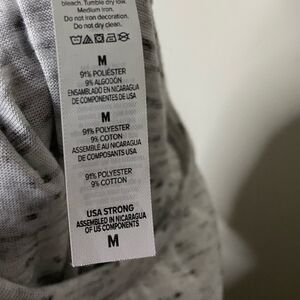 bleach. Tumble dry low.
Medium iron.
Do not iron decoration.
Do not dry clean.
M
91% POLIÉSTER
9% ALGODÓN
ENSAMBLADO EN NICARAGUA
DE COMPONENTES DE USA
M
91% POLYESTER
9% COTON
ASSEMBLÉ AU NICARAGUA
DE COMPOSANTS USA
91% POLYESTER
9% COTTON
USA STRONG
ASSEMBLED IN NICARAGUA
OF US COMPONENTS
M